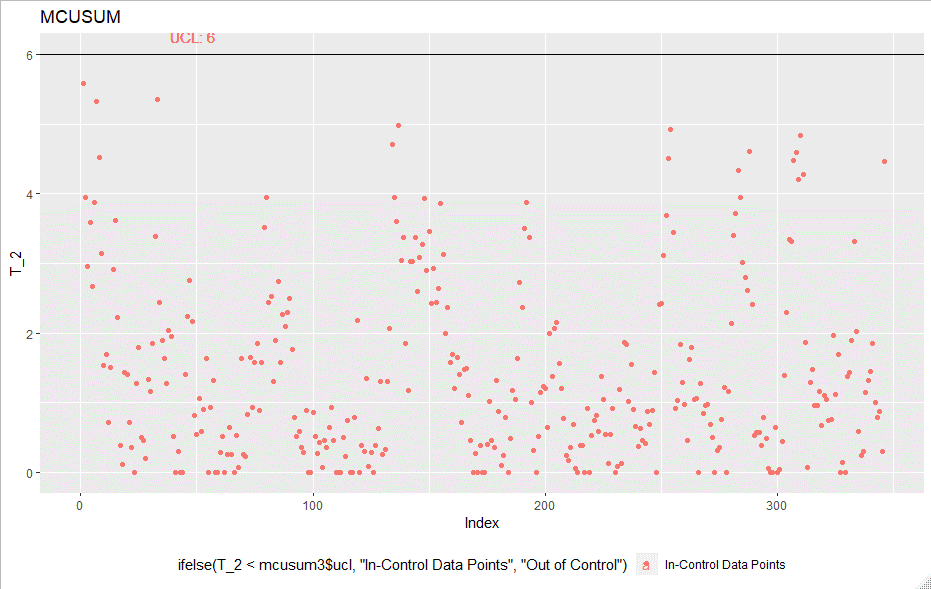 MCUSUM
UCL: 6
6
4
2
0
T_2
0 100 200 300
Index
ifelse(T_2 < mcusum3$ucl, "In-Control Data Points", "Out of Control") a In-Control Data Points